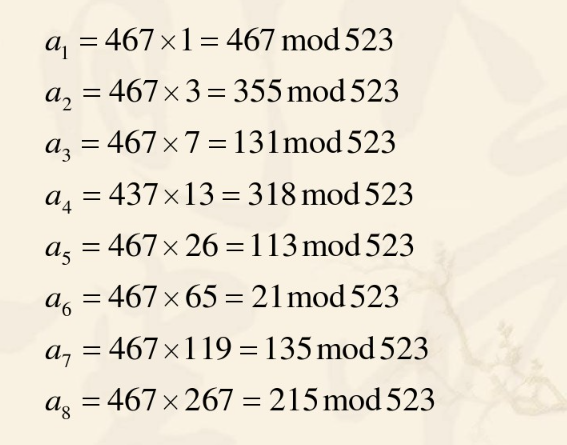 a₁ = 467 × 1 = 467 mod 523
a₂ = 467 × 3 = 355 mod 523
a₃ = 467 × 7 = 131 mod 523
a₄ = 437 × 13 = 318 mod 523
a₅ = 467 × 26 = 113 mod 523
a₆ = 467 × 65 = 21 mod 523
a₇ = 467 × 119 = 135 mod 523
a₈ = 467 × 267 = 215 mod 523